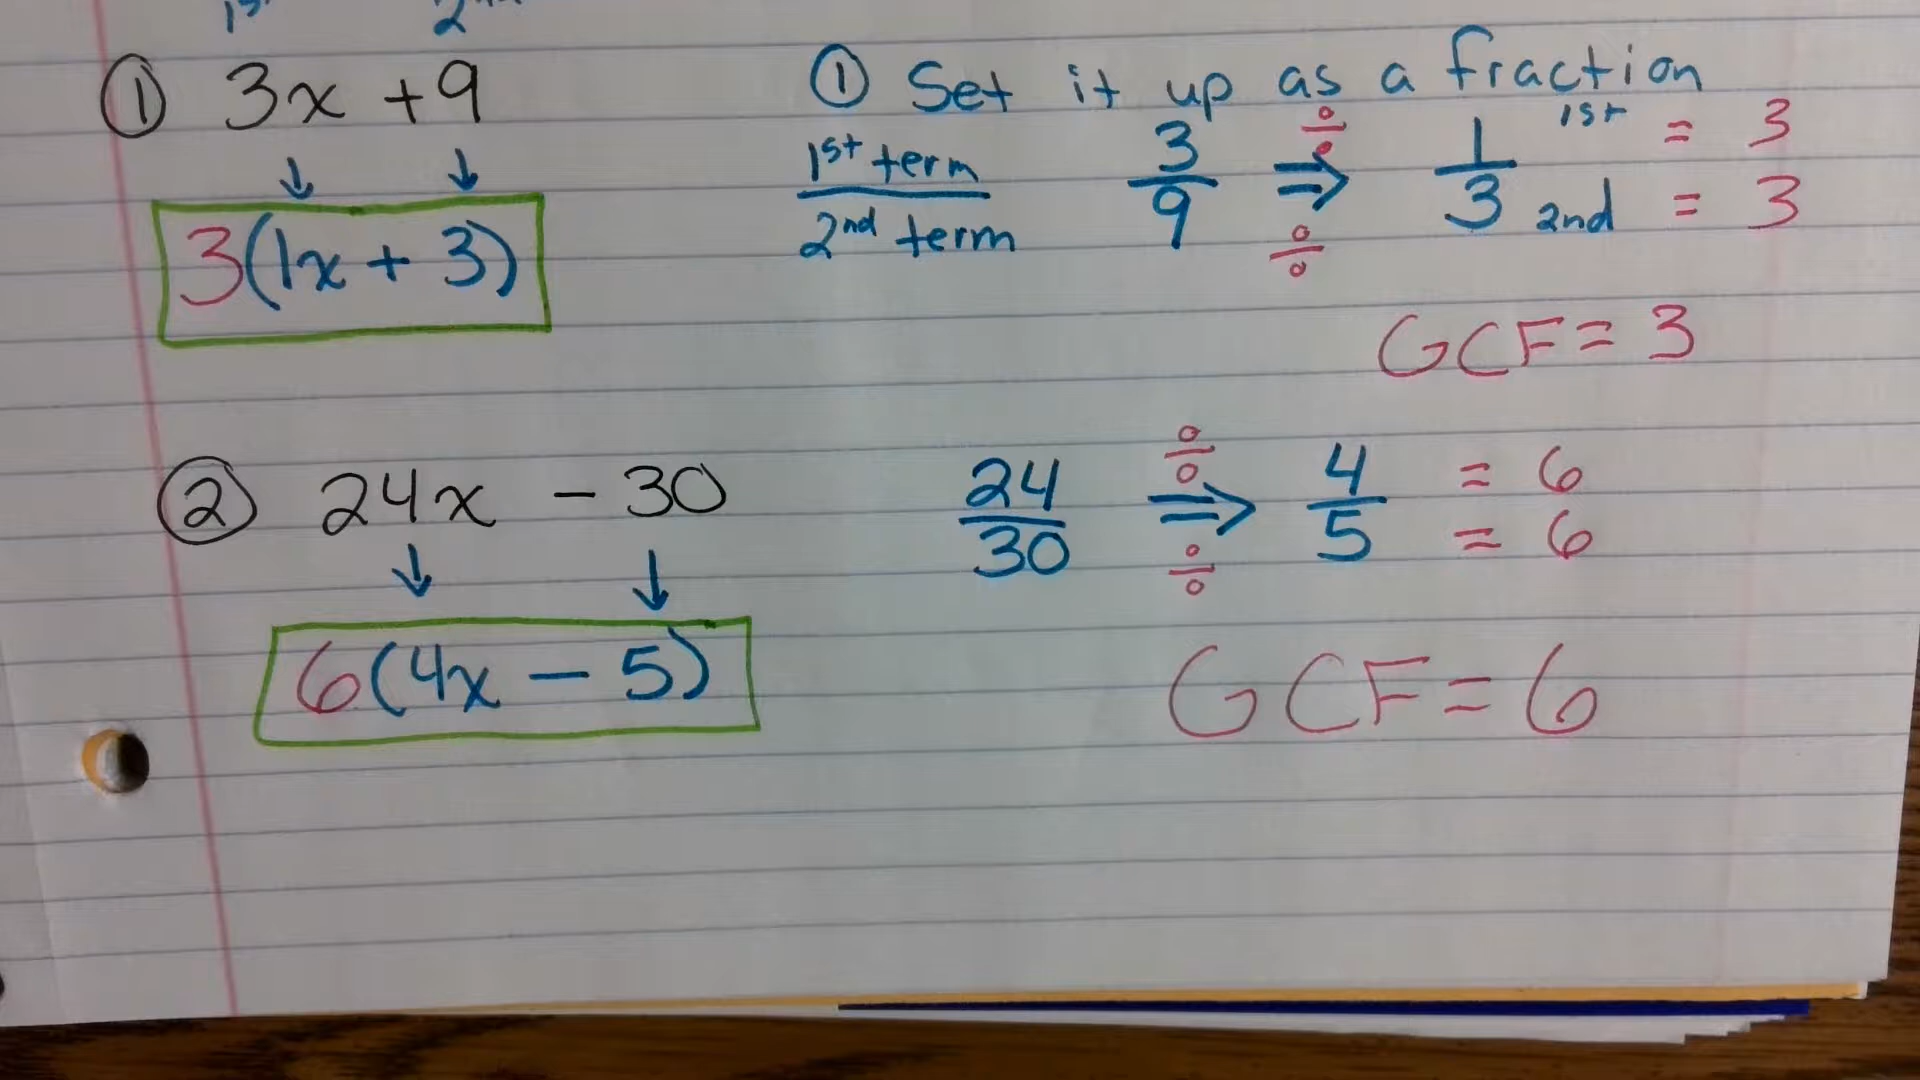 ① 3x + 9
3(1x + 3)
① Set it up as a fraction
1st term / 2nd term 3/9 ÷ ⇒ ÷ 1/3 1st = 3 2nd = 3
GCF = 3
② 24x - 30
6(4x - 5)
24/30 ÷ ⇒ ÷ 4/5 = 6 = 6
GCF = 6